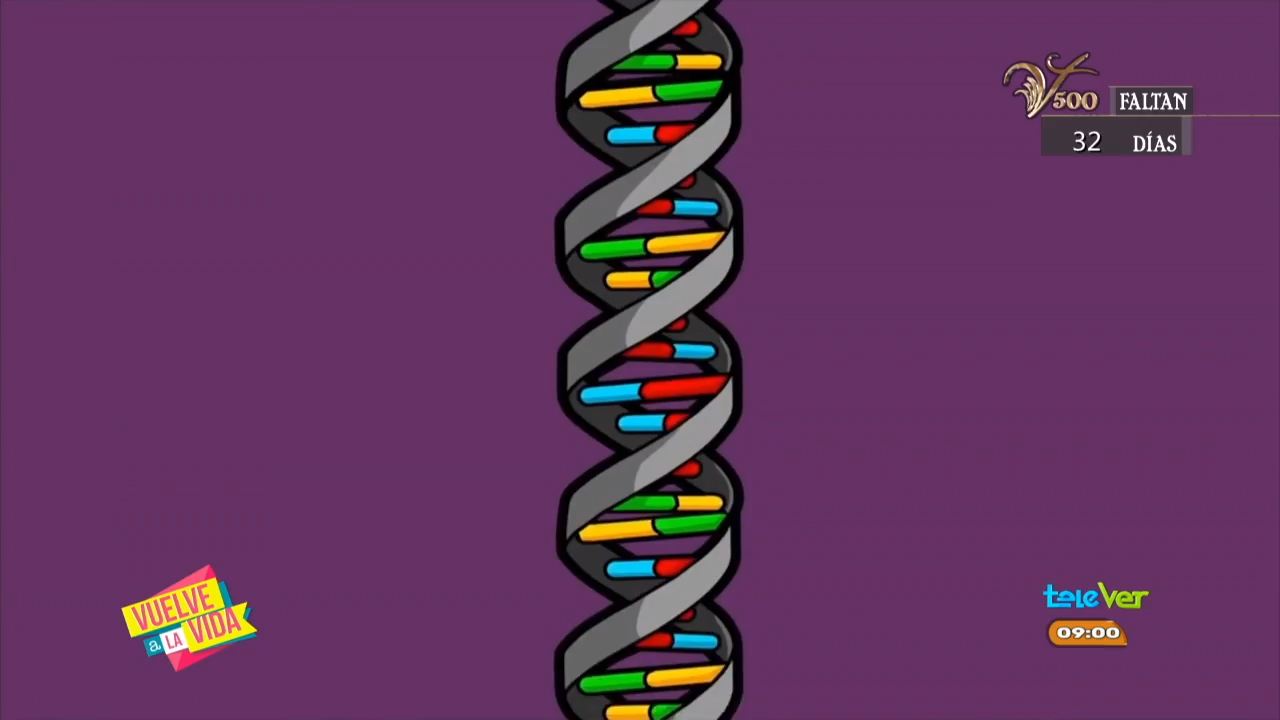 V500 FALTAN
32 DÍAS
VUELVE
a LA VIDA
teleVer
09:00